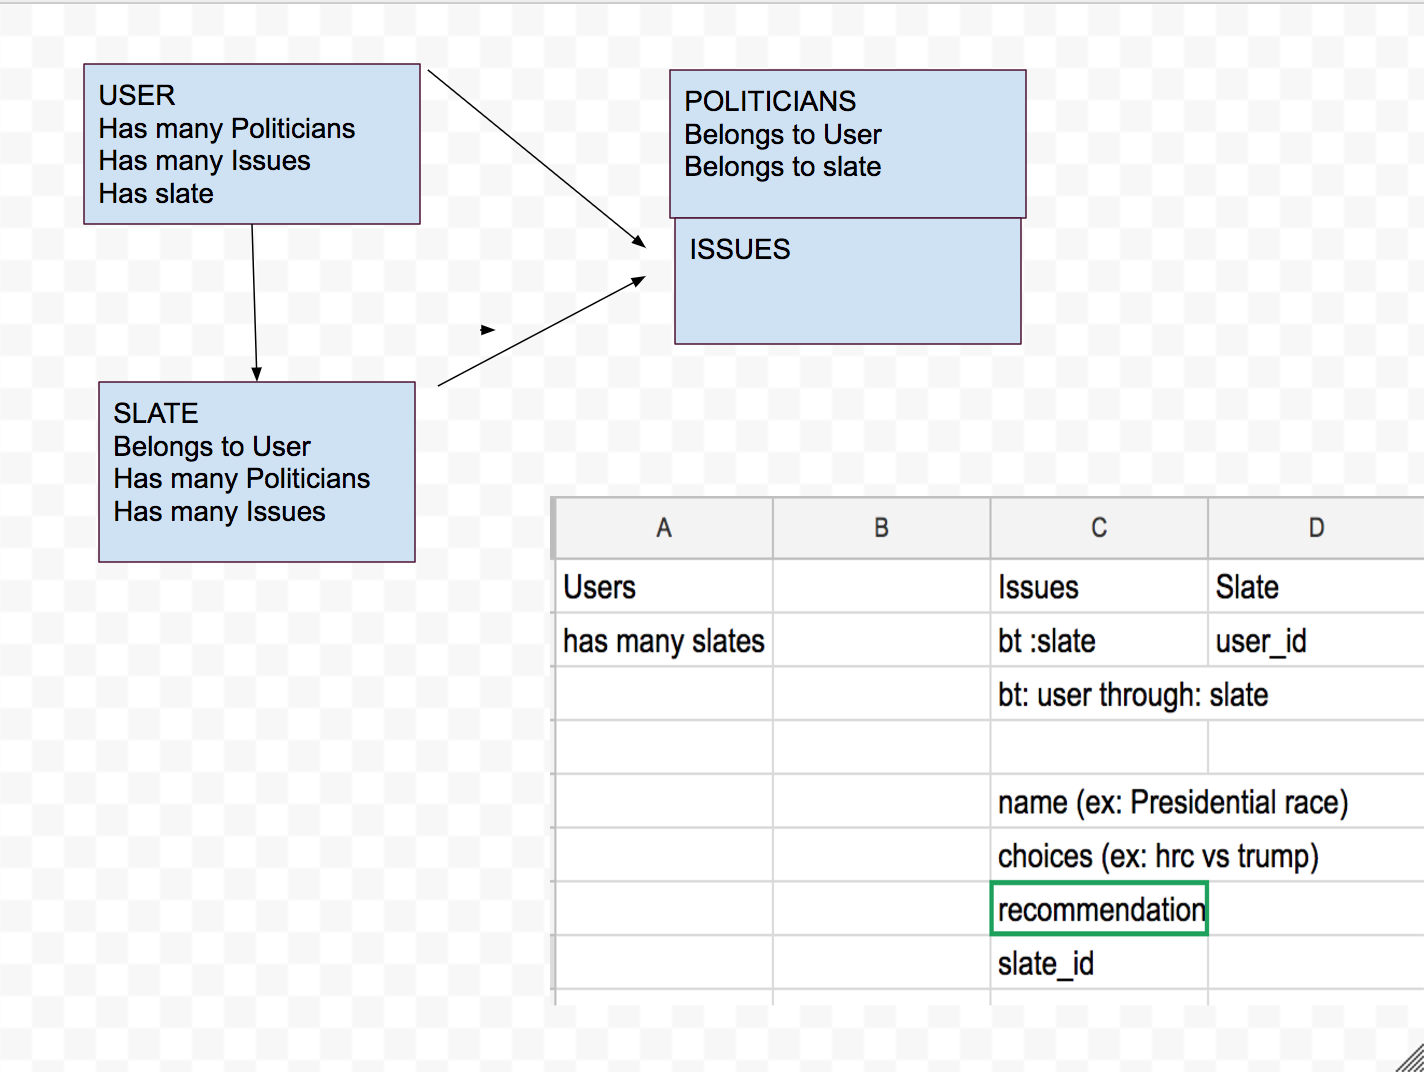 USER
Has many Politicians
Has many Issues
Has slate
POLITICIANS
Belongs to User
Belongs to slate
ISSUES
SLATE
Belongs to User
Has many Politicians
Has many Issues
A B C D
Users Issues Slate
has many slates bt :slate user_id
bt: user through: slate
name (ex: Presidential race)
choices (ex: hrc vs trump)
recommendation
slate_id